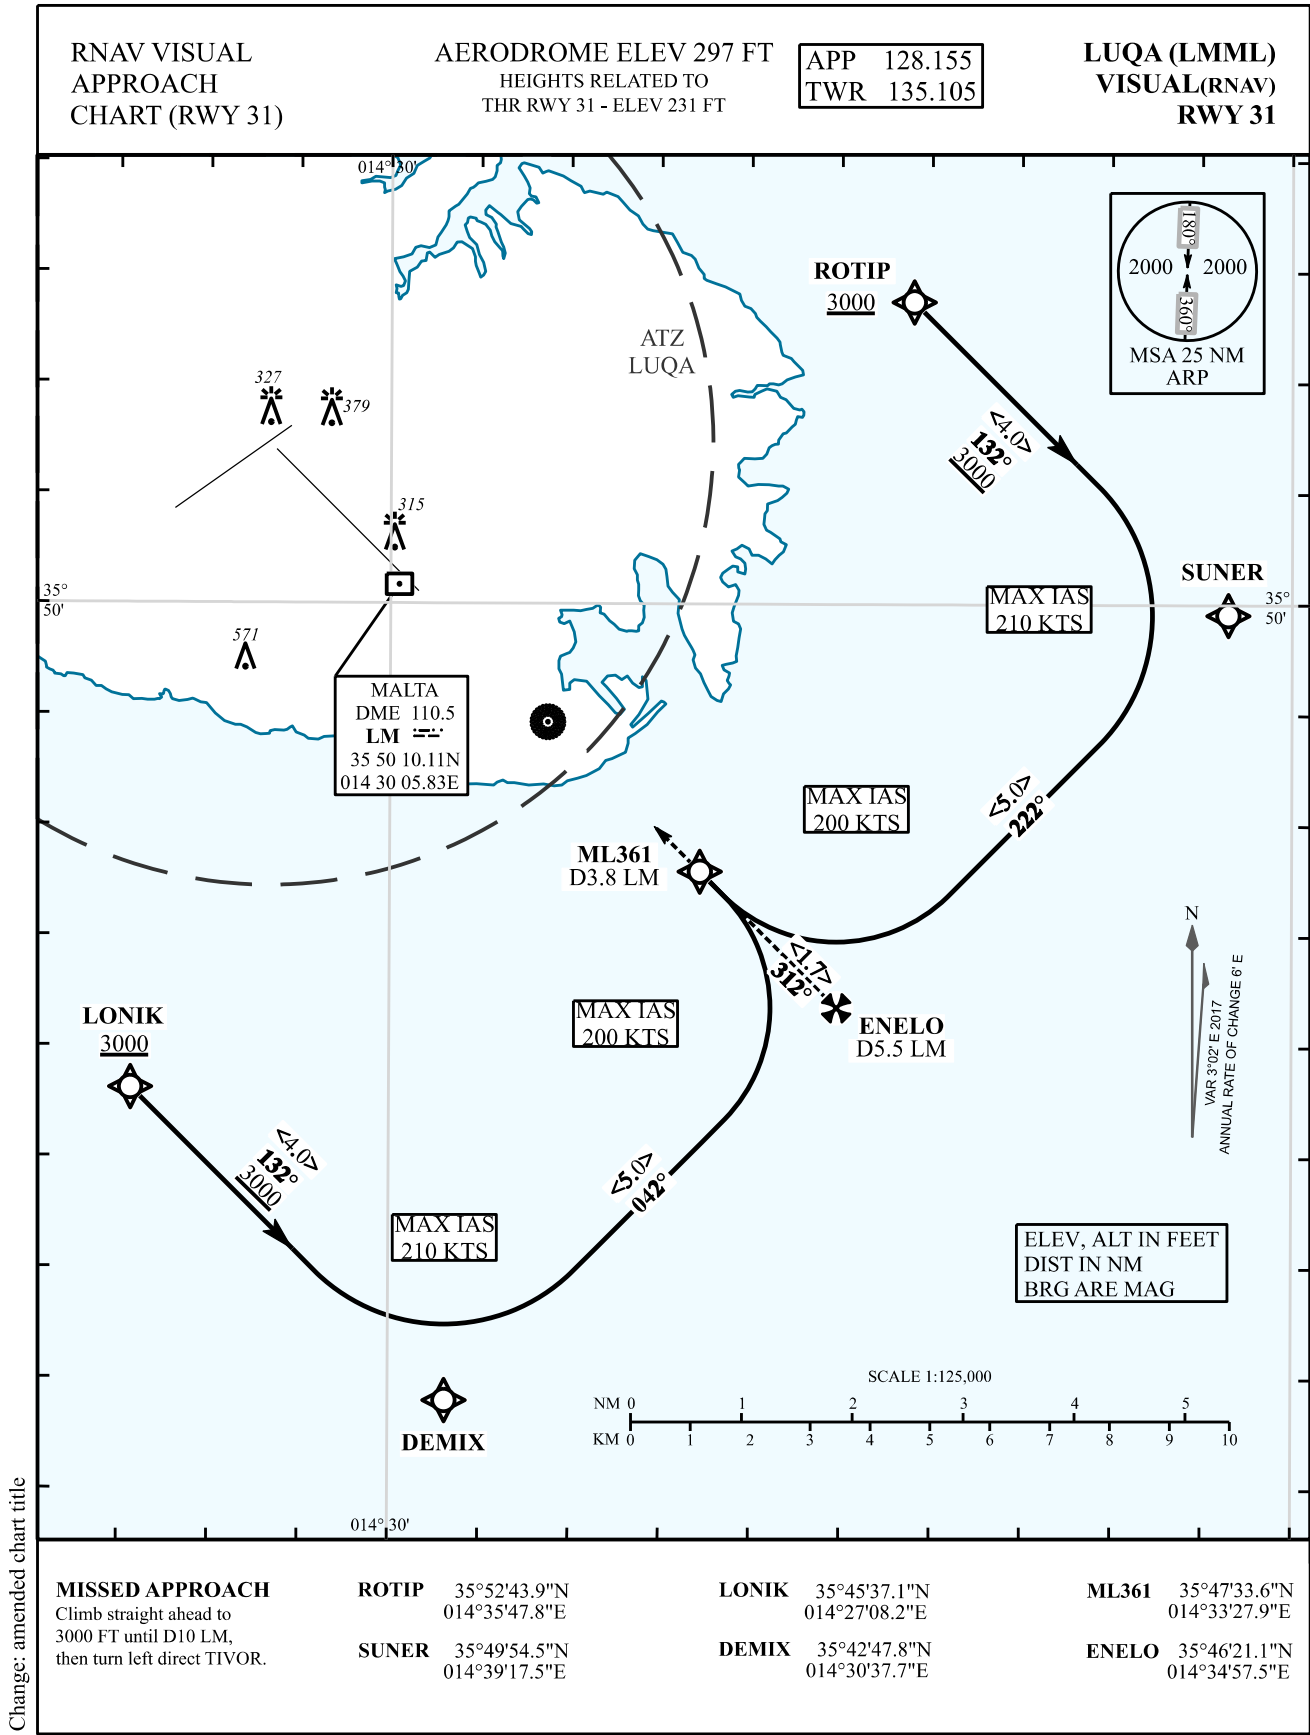 RNAV VISUAL
APPROACH
CHART (RWY 31)
AERODROME ELEV 297 FT
HEIGHTS RELATED TO
THR RWY 31 - ELEV 231 FT
APP 128.155
TWR 135.105
LUQA (LMML)
VISUAL(RNAV)
RWY 31
014° 30'
180°
2000 2000
360°
MSA 25 NM
ARP
ROTIP
3000
ATZ
LUQA
327
379
<4.0>
132°
3000
315
35°
50'
SUNER
MAX IAS
210 KTS
35°
50'
571
MALTA
DME 110.5
LM
35 50 10.11N
014 30 05.83E
MAX IAS
200 KTS
<5.0>
222°
ML361
D3.8 LM
N
<1.7>
312°
VAR 3°02' E 2017
ANNUAL RATE OF CHANGE 6' E
MAX IAS
200 KTS
ENELO
D5.5 LM
LONIK
3000
<4.0>
132°
3000
<5.0>
042°
MAX IAS
210 KTS
ELEV, ALT IN FEET
DIST IN NM
BRG ARE MAG
DEMIX
SCALE 1:125,000
NM 0 1 2 3 4 5
KM 0 1 2 3 4 5 6 7 8 9 10
014° 30'
Change: amended chart title
MISSED APPROACH
Climb straight ahead to
3000 FT until D10 LM,
then turn left direct TIVOR.
ROTIP 35°52'43.9"N
014°35'47.8"E
SUNER 35°49'54.5"N
014°39'17.5"E
LONIK 35°45'37.1"N
014°27'08.2"E
DEMIX 35°42'47.8"N
014°30'37.7"E
ML361 35°47'33.6"N
014°33'27.9"E
ENELO 35°46'21.1"N
014°34'57.5"E